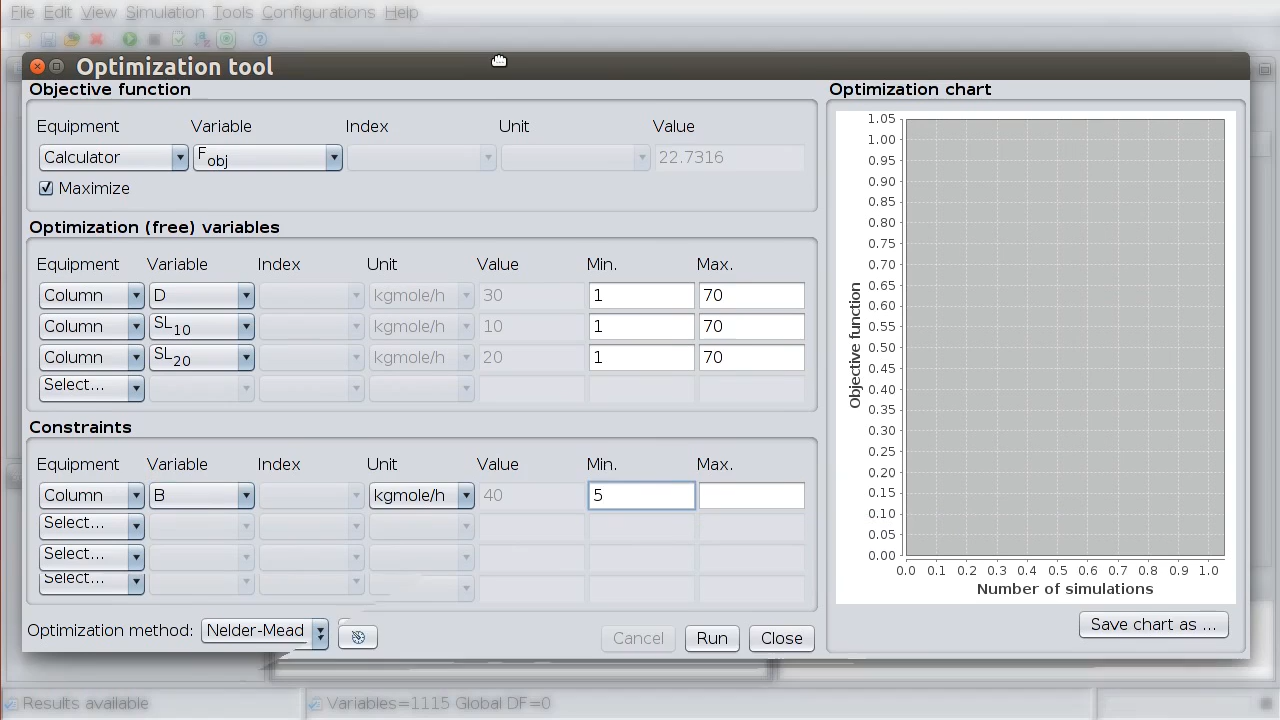 File Edit View Simulation Tools Configurations Help
Optimization tool
Objective function
Equipment Variable Index Unit Value
Calculator Fobj 22.7316
Maximize
Optimization (free) variables
Equipment Variable Index Unit Value Min. Max.
Column D kgmole/h 30 1 70
Column SL10 kgmole/h 10 1 70
Column SL20 kgmole/h 20 1 70
Select...
Constraints
Equipment Variable Index Unit Value Min. Max.
Column B kgmole/h 40 5
Select...
Select...
Select...
Optimization method: Nelder-Mead Cancel Run Close
Optimization chart
1.05
1.00
0.95
0.90
0.85
0.80
0.75
0.70
0.65
0.60
0.55
0.50
0.45
0.40
0.35
0.30
0.25
0.20
0.15
0.10
0.05
0.00
Objective function
0.0 0.1 0.2 0.3 0.4 0.5 0.6 0.7 0.8 0.9 1.0
Number of simulations
Save chart as ...
Results available Variables=1115 Global DF=0